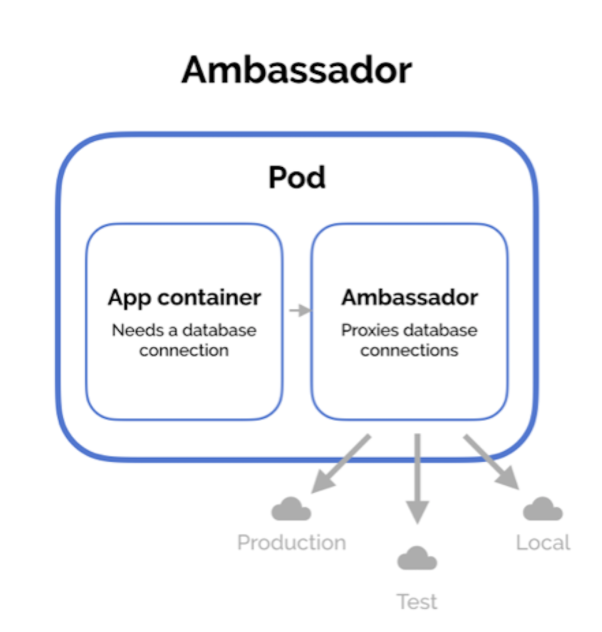 Ambassador
Pod
App container
Needs a database
connection
Ambassador
Proxies database
connections
Production
Test
Local